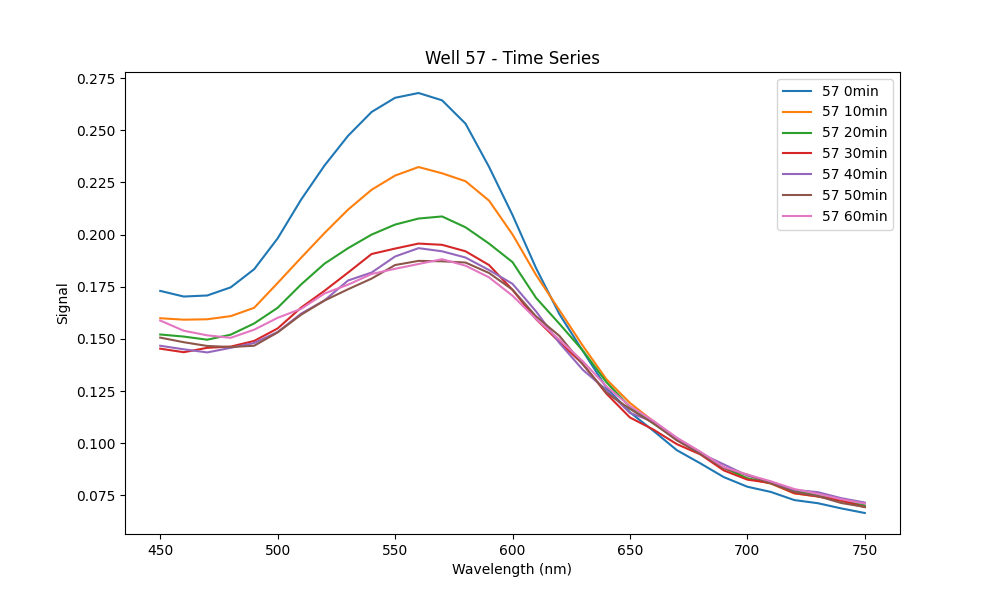 Well 57 - Time Series
Signal
0.275
0.250
0.225
0.200
0.175
0.150
0.125
0.100
0.075
57 0min
57 10min
57 20min
57 30min
57 40min
57 50min
57 60min
450 500 550 600 650 700 750
Wavelength (nm)